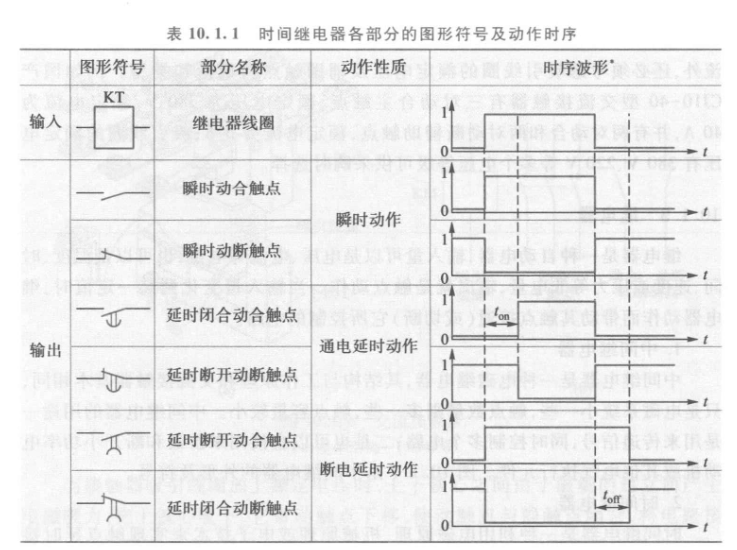 表 10.1.1 时间继电器各部分的图形符号及动作时序
图形符号 部分名称 动作性质 时序波形*
输入 KT 继电器线圈 1 0 t
瞬时动合触点 1 0 t
瞬时动作
瞬时动断触点 1 0 t
延时闭合动合触点 1 0 ton t
输出 通电延时动作
延时断开动断触点 1 0 t
延时断开动合触点 1 0 t
断电延时动作
延时闭合动断触点 1 0 toff t